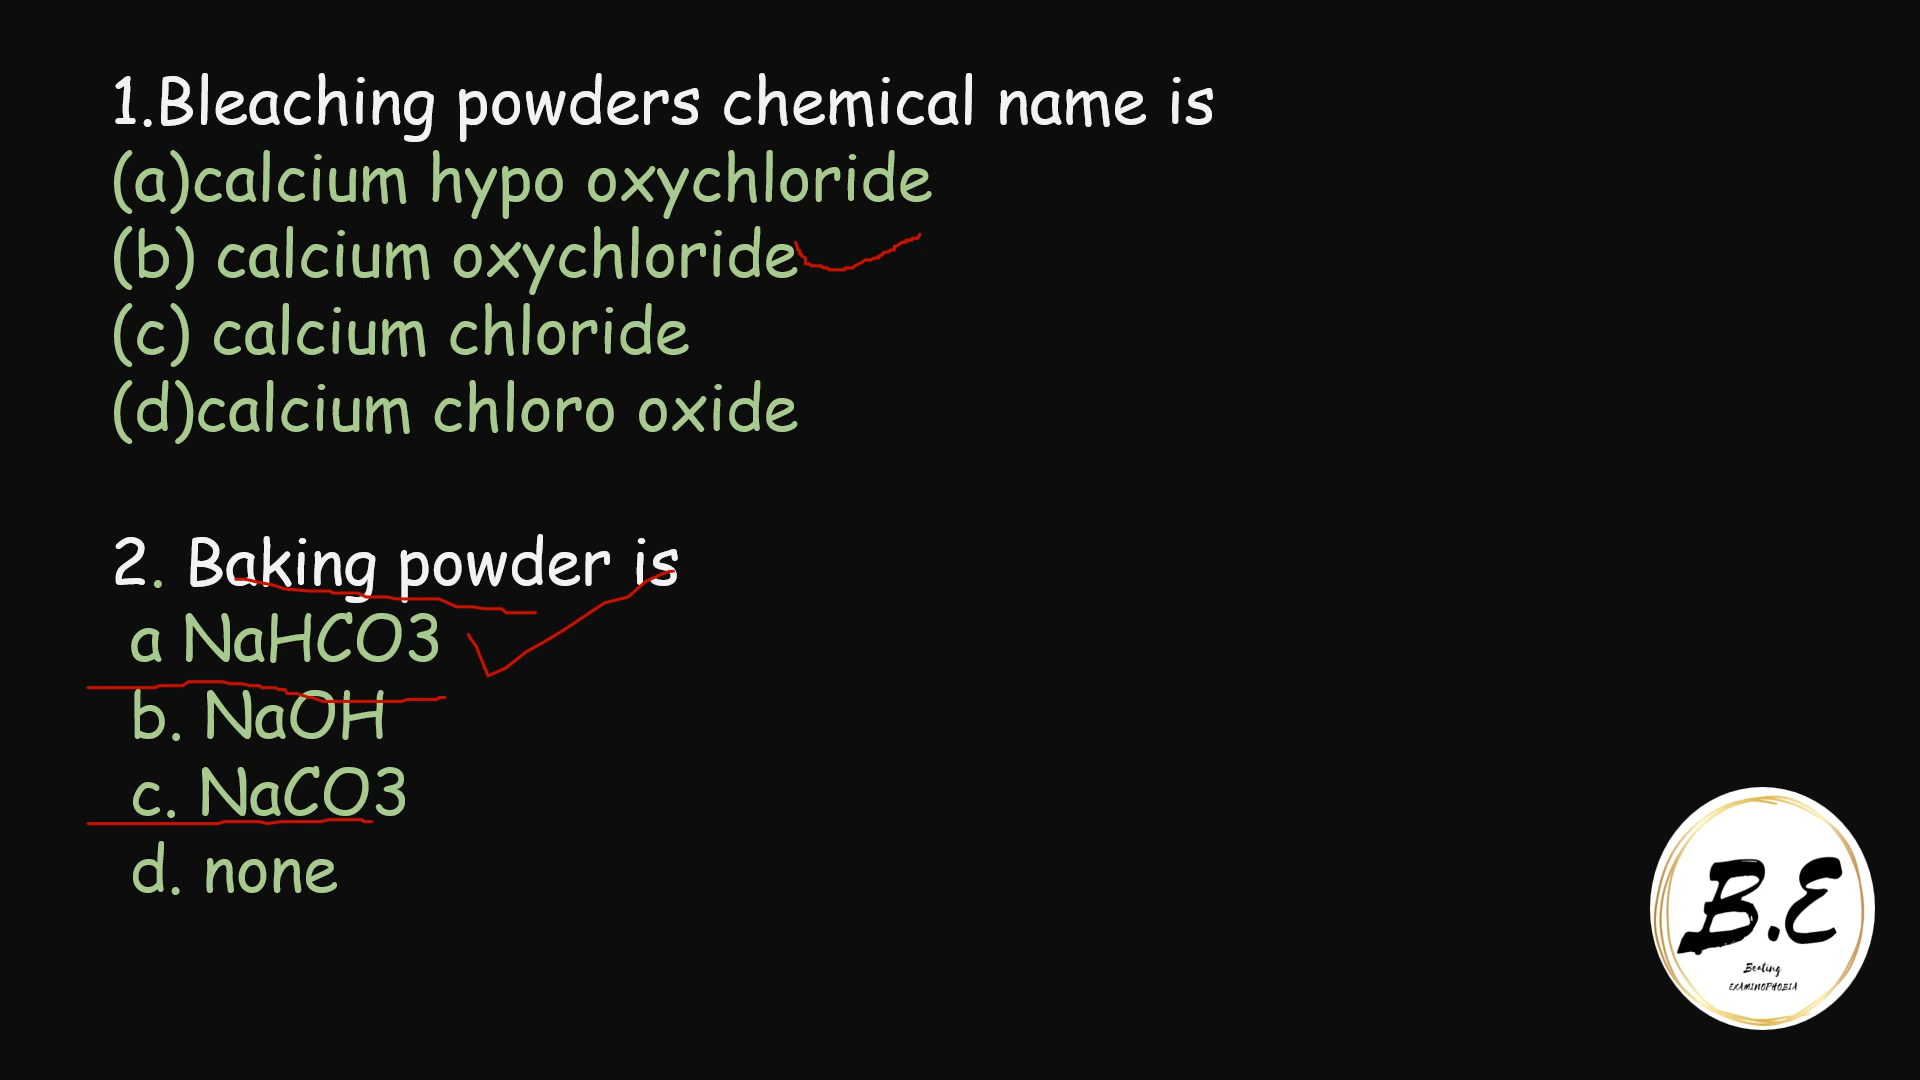 1.Bleaching powders chemical name is
(a)calcium hypo oxychloride
(b) calcium oxychloride
(c) calcium chloride
(d)calcium chloro oxide
2. Baking powder is
a NaHCO3
b. NaOH
c. NaCO3
d. none
B.E
Beating
EXAMINOPHOBIA